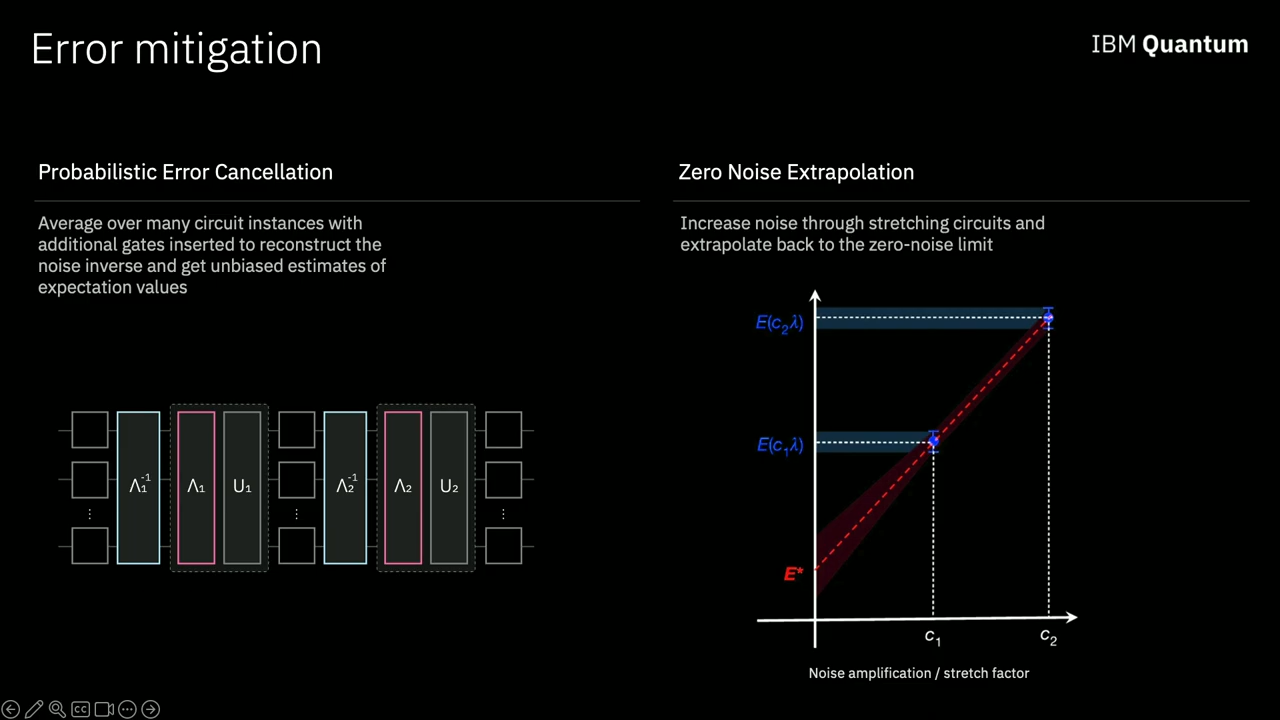 Error mitigation
IBM Quantum
Probabilistic Error Cancellation
Average over many circuit instances with
additional gates inserted to reconstruct the
noise inverse and get unbiased estimates of
expectation values
Λ₁⁻¹ Λ₁ U₁ Λ₂⁻¹ Λ₂ U₂
Zero Noise Extrapolation
Increase noise through stretching circuits and
extrapolate back to the zero-noise limit
E(c₂λ)
E(c₁λ)
E*
c₁ c₂
Noise amplification / stretch factor
CC